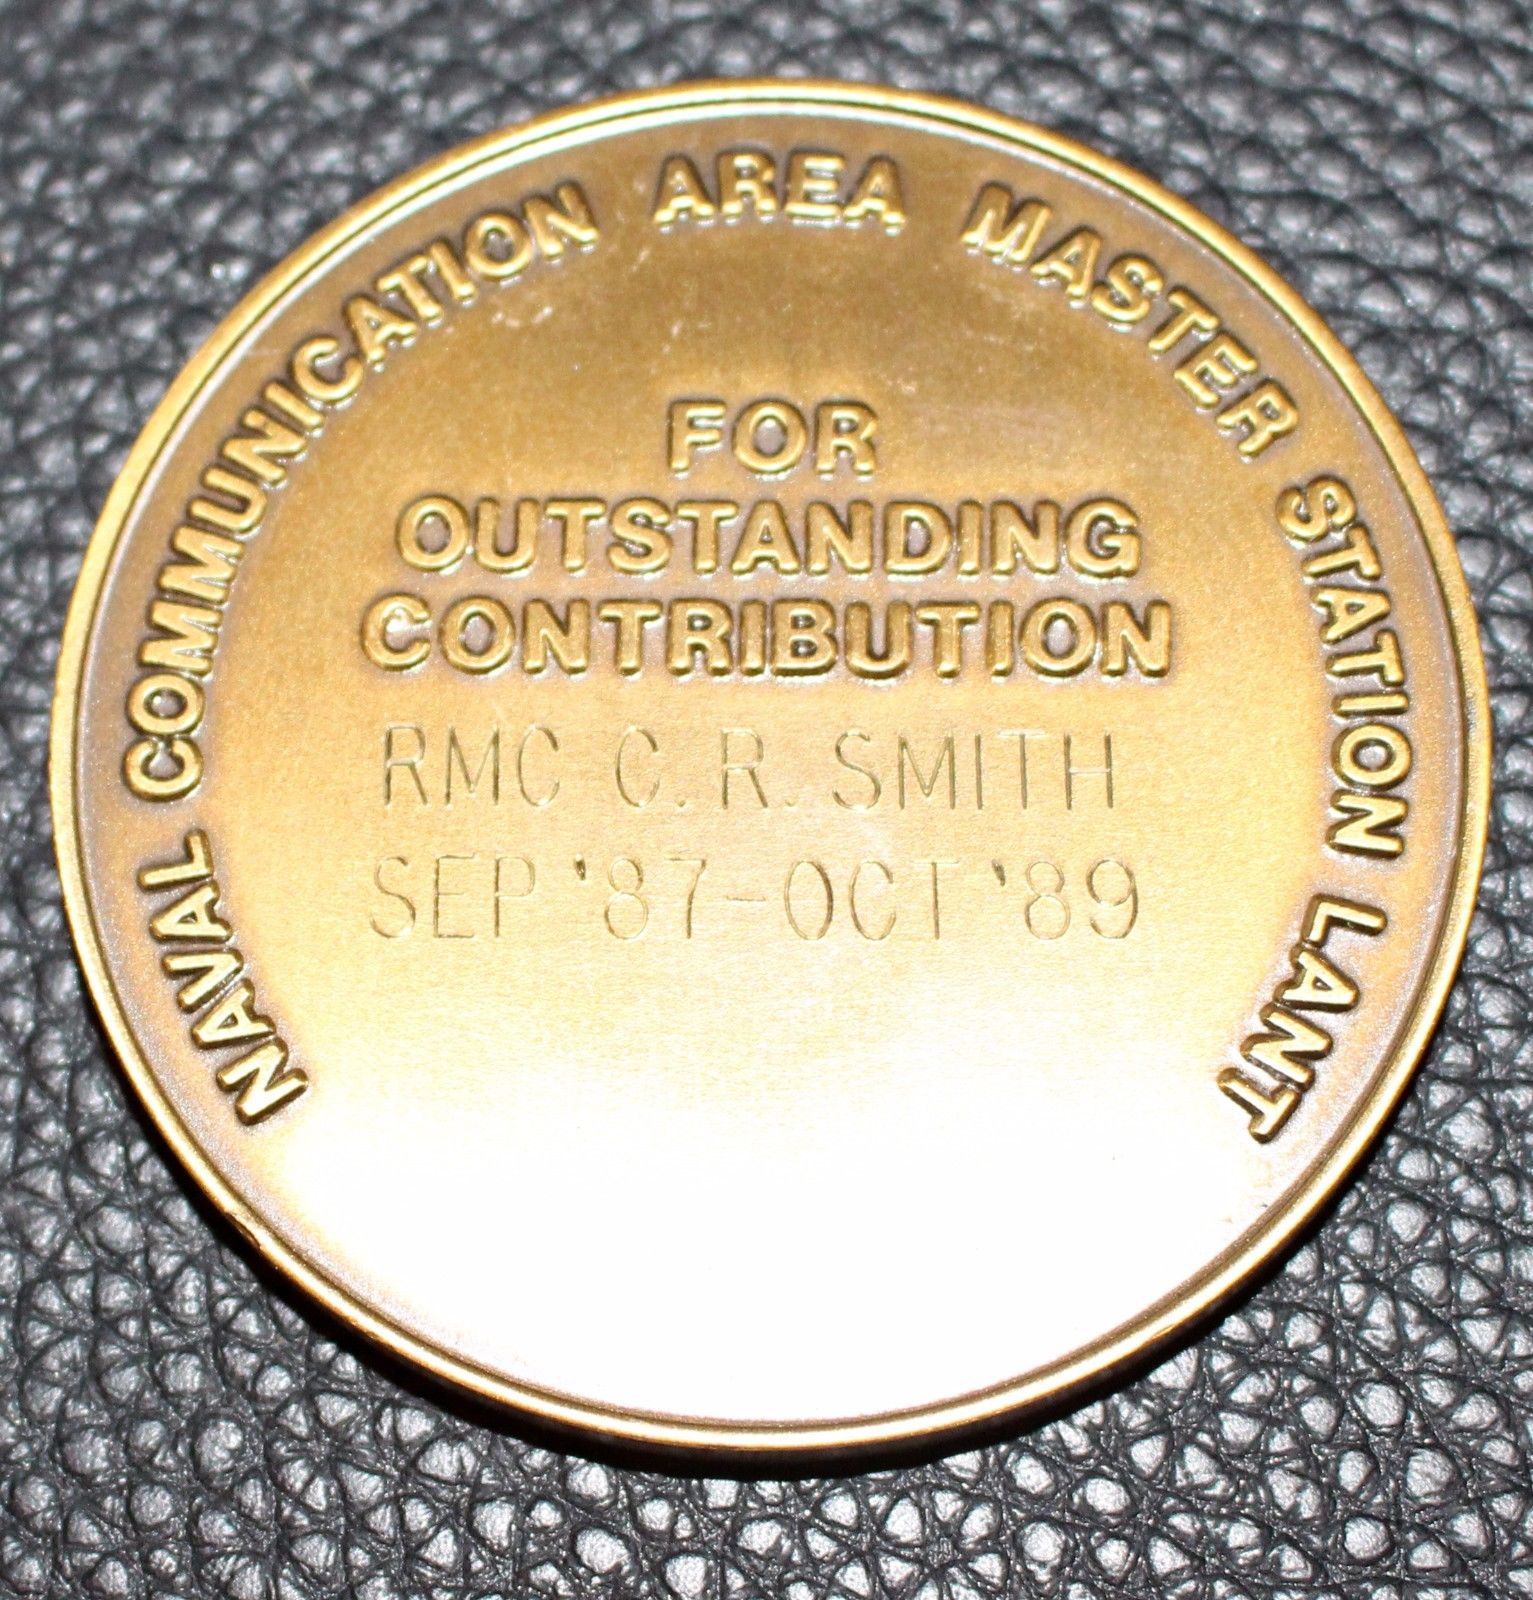 NAVAL COMMUNICATION AREA MASTER STATION LANT
FOR
OUTSTANDING
CONTRIBUTION
RMC C. R. SMITH
SEP '87-OCT '89